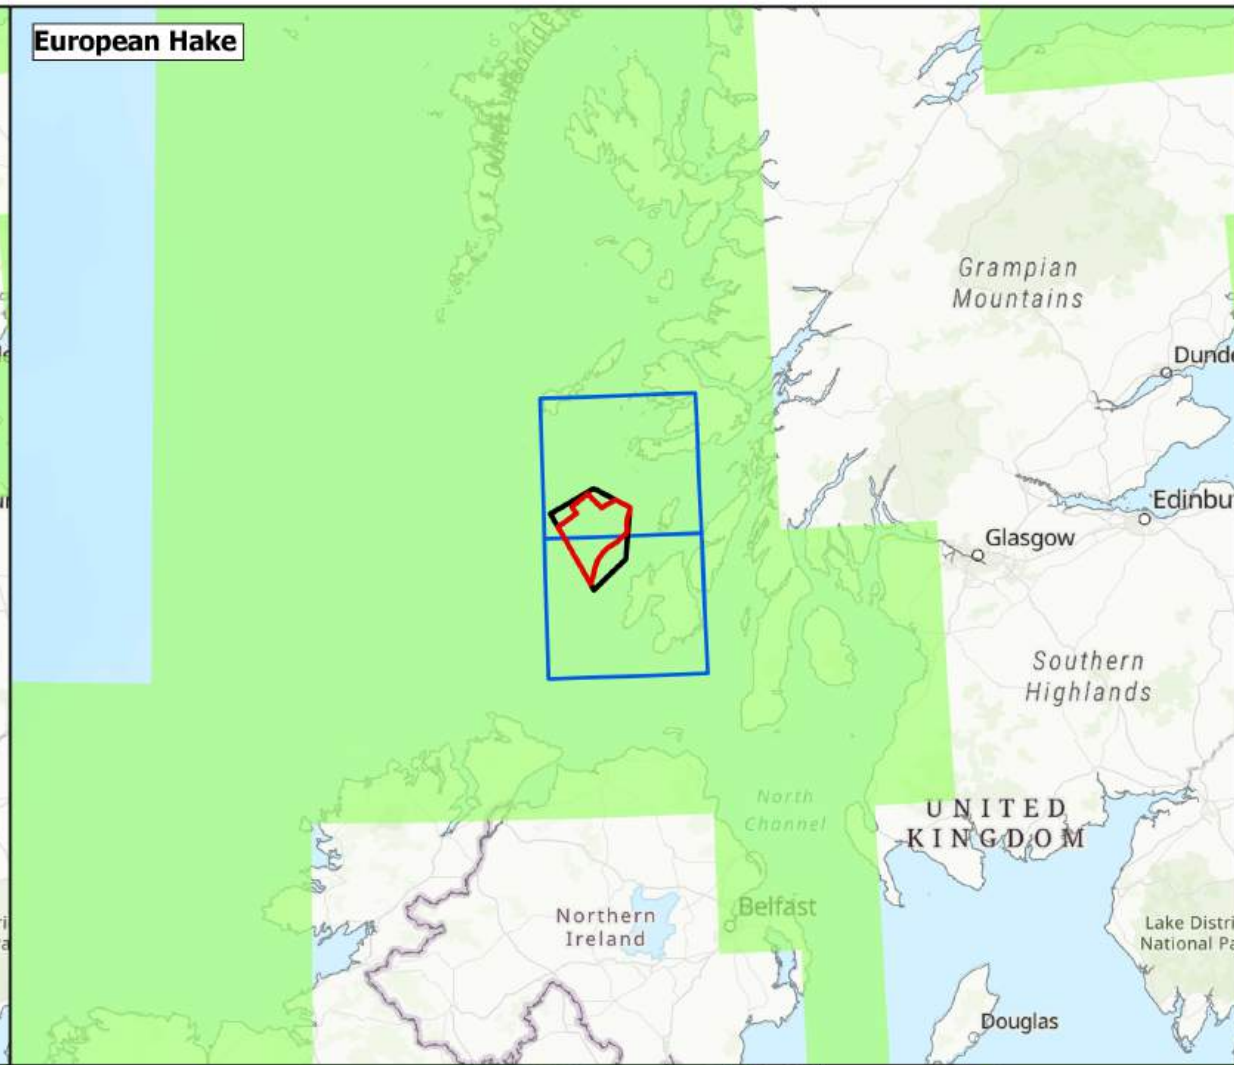 European Hake
Grampian
Mountains
Glasgow
Southern
Highlands
North
Channel
UNITED
KINGDOM
Belfast
Northern
Ireland
Lake Distri
National Pa
Douglas
Dunde
Edinbu